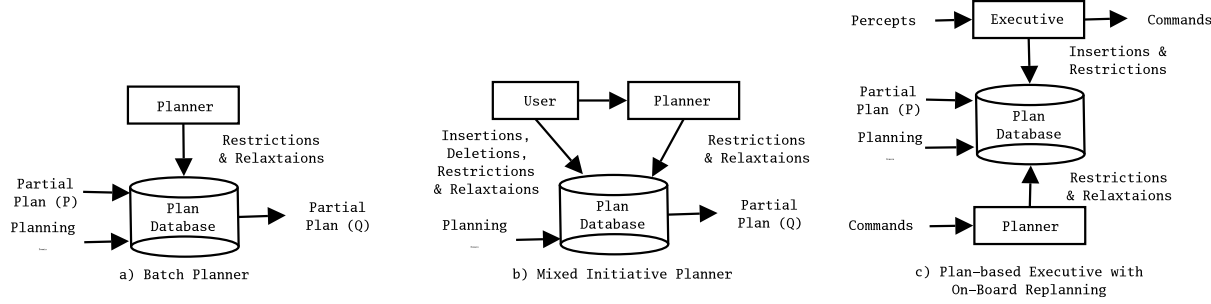 Planner
Restrictions
& Relaxtaions
Partial
Plan (P)
Planning
Plan
Database
Partial
Plan (Q)
a) Batch Planner
User
Planner
Insertions,
Deletions,
Restrictions
& Relaxtaions
Restrictions
& Relaxtaions
Planning
Plan
Database
Partial
Plan (Q)
b) Mixed Initiative Planner
Percepts
Executive
Commands
Insertions &
Restrictions
Partial
Plan (P)
Planning
Plan
Database
Restrictions
& Relaxtaions
Commands
Planner
c) Plan-based Executive with
On-Board Replanning